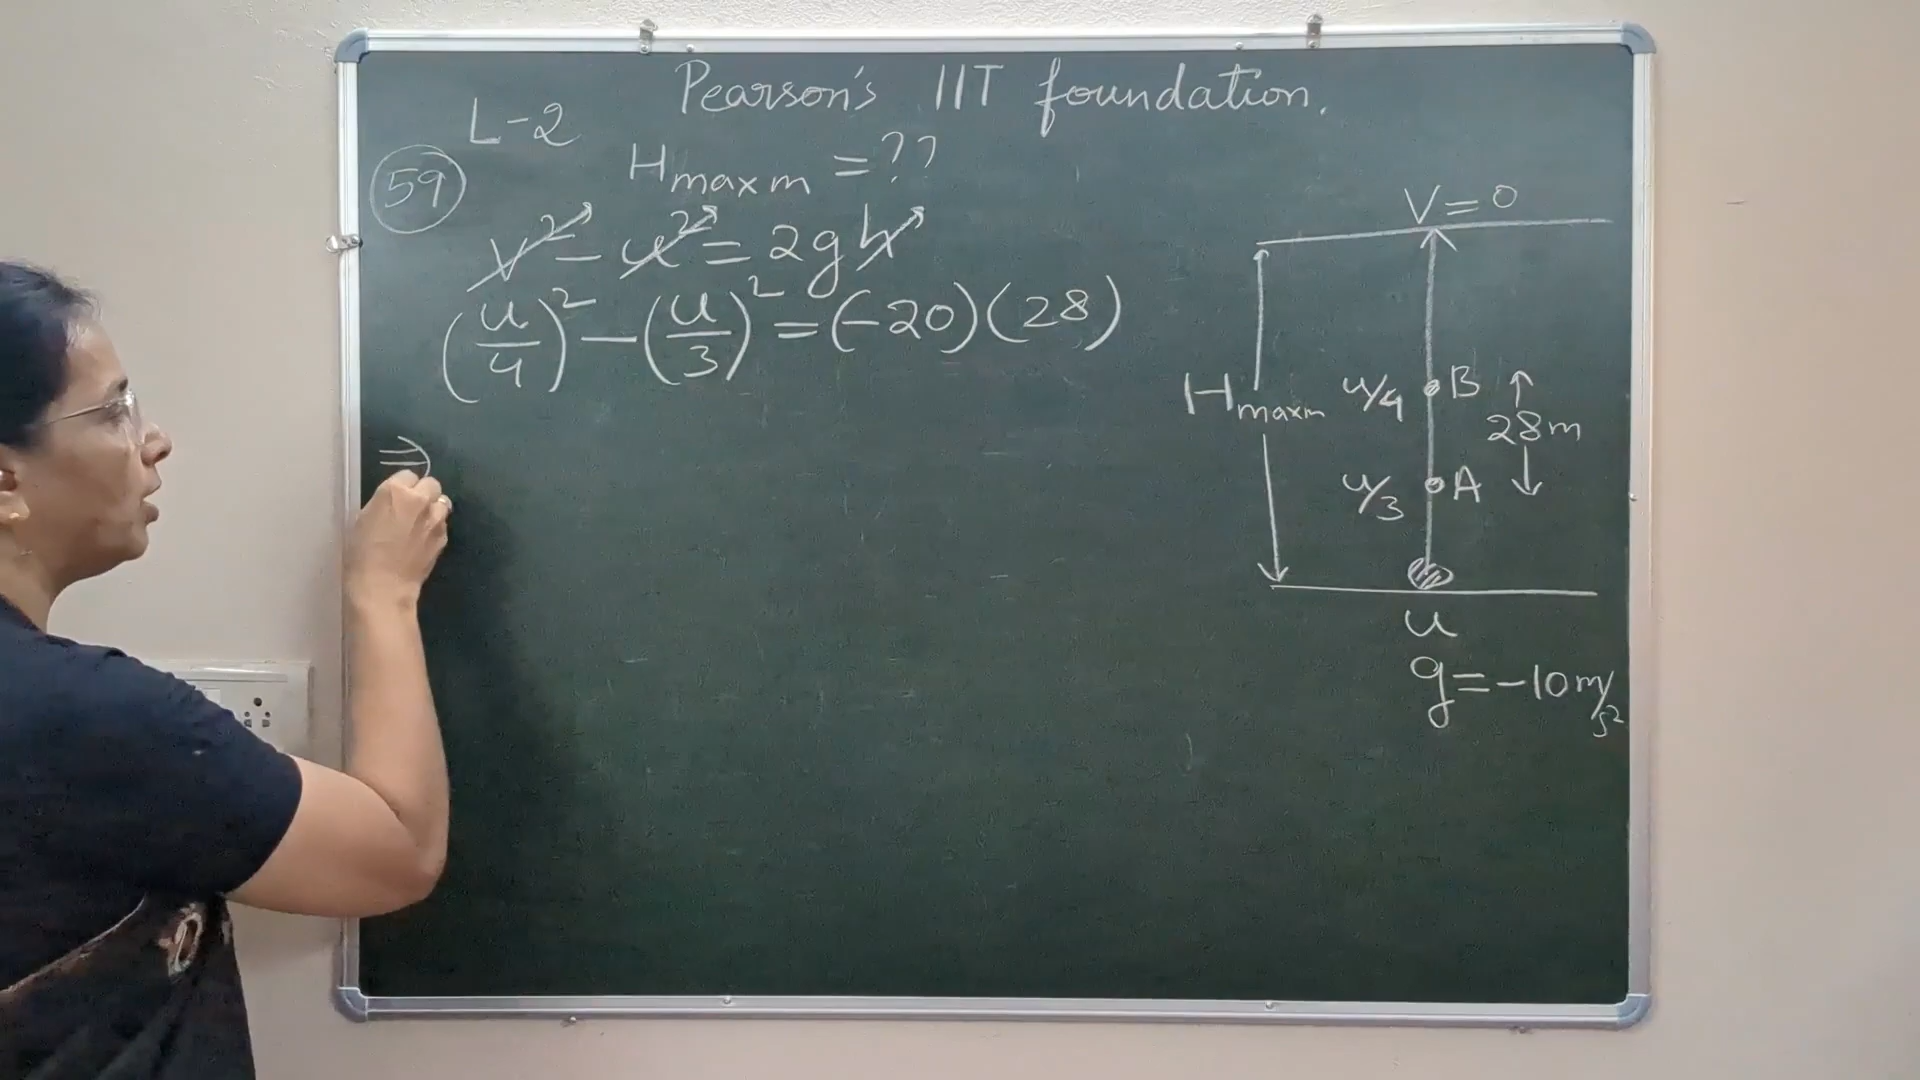 Pearson's IIT foundation.
L-2
59
Hmaxm = ??
v² - u² = 2gh
(u/4)² - (u/3)² = (-20)(28)
⇒
V = 0
Hmaxm
u/4 B
28m
u/3 A
u
g = -10 m/s²